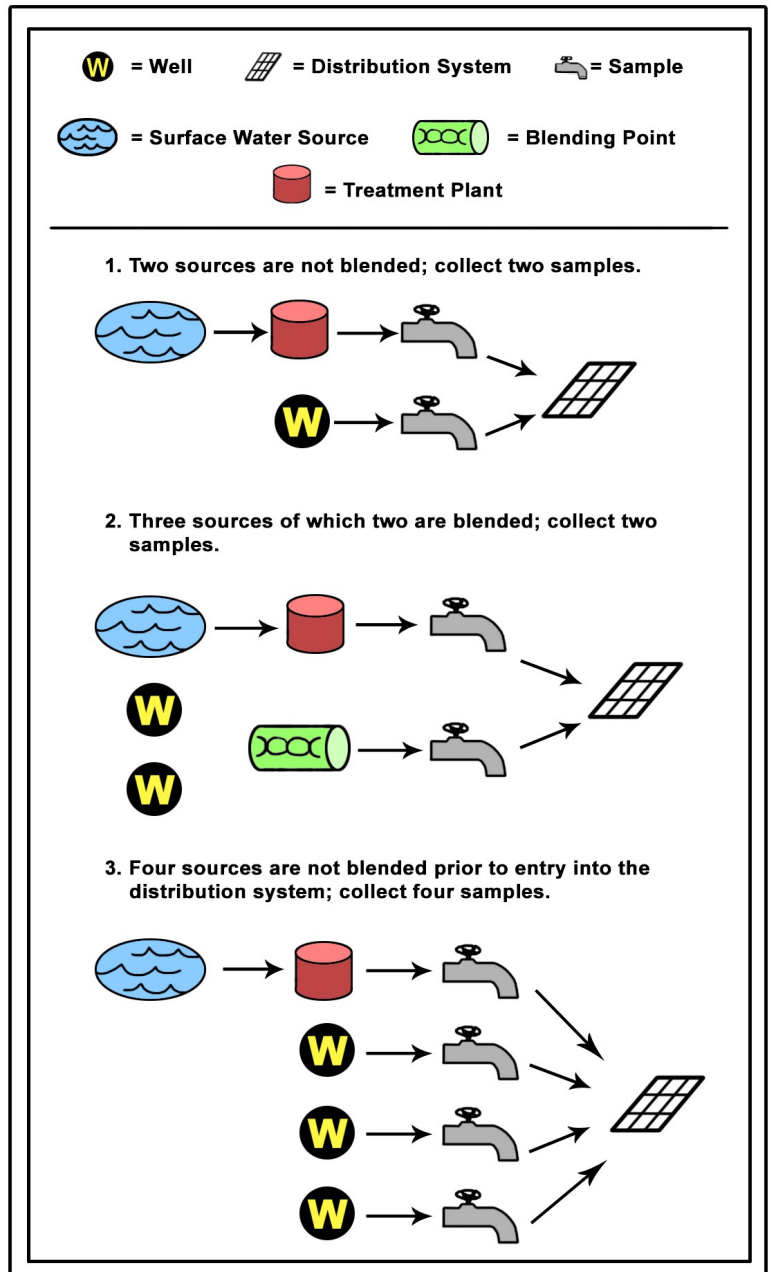 W = Well = Distribution System = Sample
= Surface Water Source = Blending Point
= Treatment Plant
1. Two sources are not blended; collect two samples.
W
2. Three sources of which two are blended; collect two
samples.
W
W
3. Four sources are not blended prior to entry into the
distribution system; collect four samples.
W
W
W